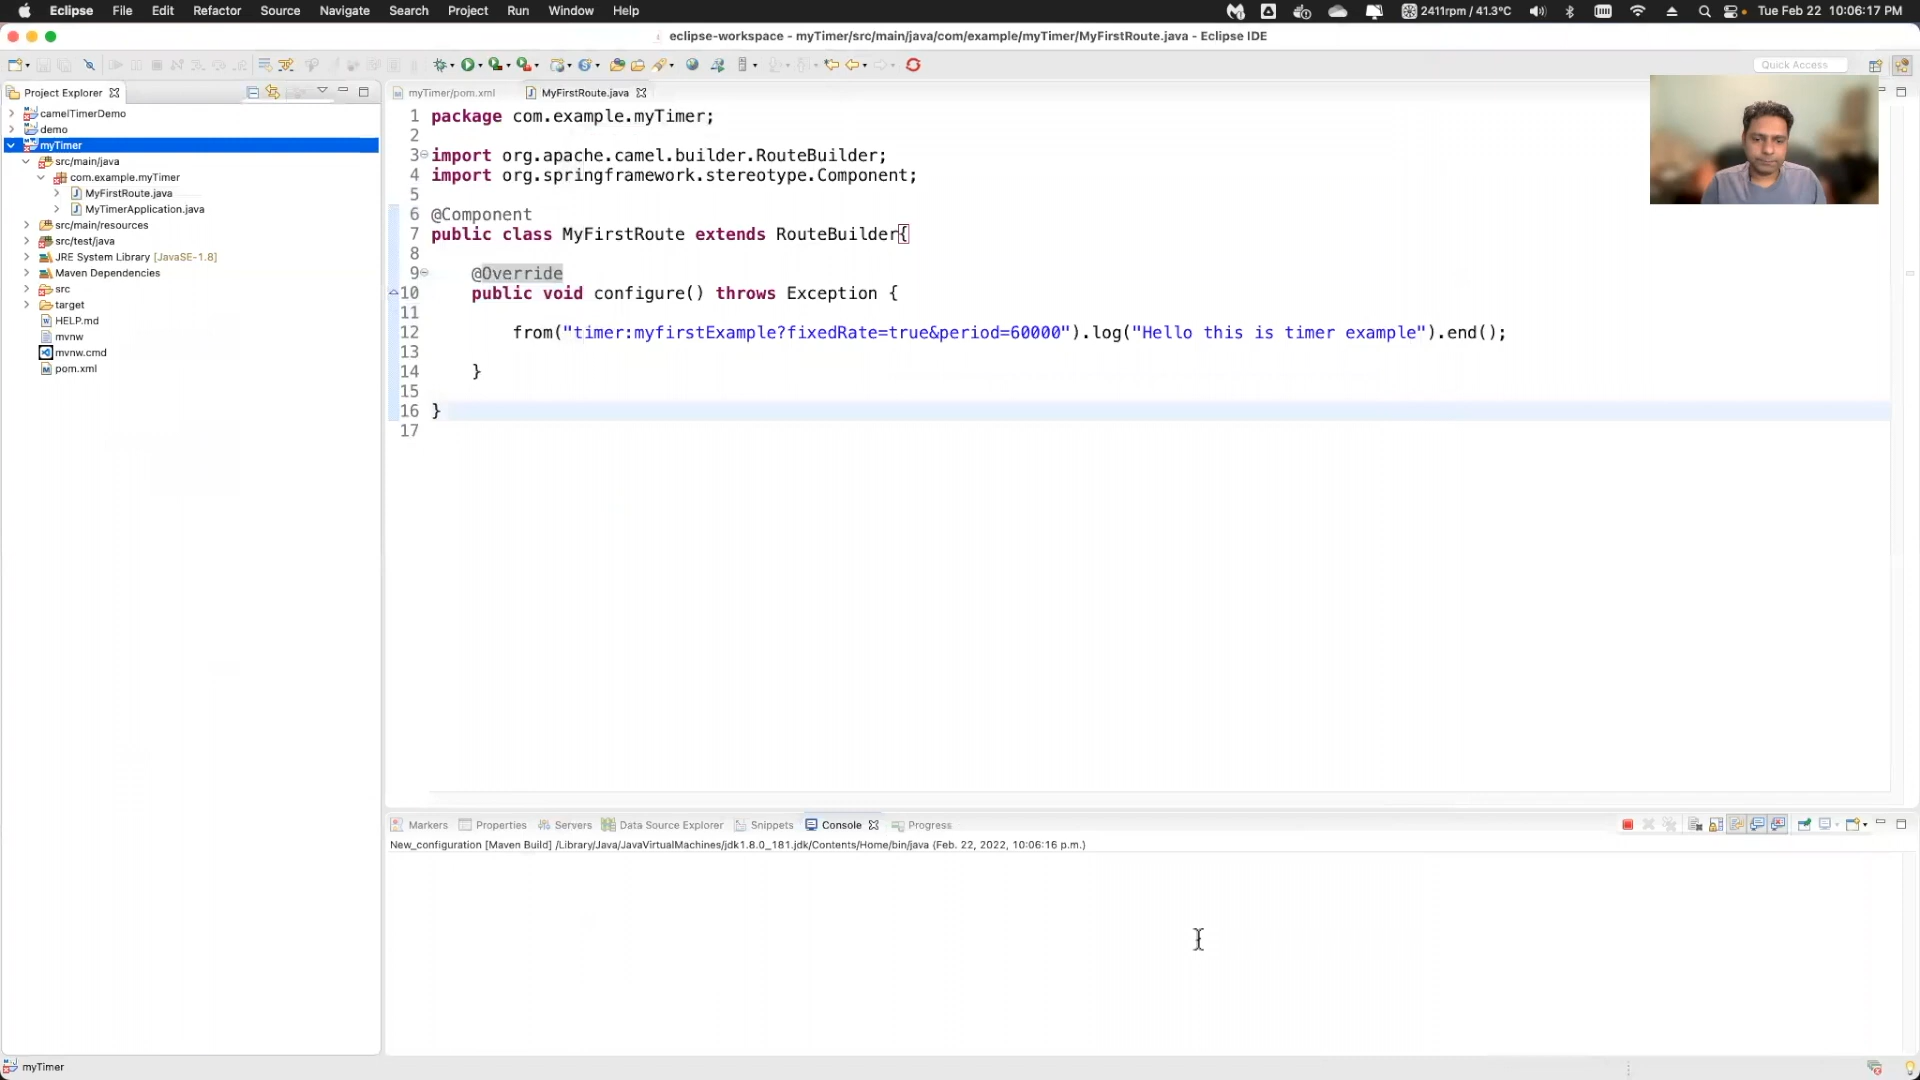 Eclipse File Edit Refactor Source Navigate Search Project Run Window Help 2411rpm / 41.3°C Tue Feb 22 10:06:17 PM
eclipse-workspace - myTimer/src/main/java/com/example/myTimer/MyFirstRoute.java - Eclipse IDE
Quick Access
Project Explorer
camelTimerDemo
demo
myTimer
src/main/java
com.example.myTimer
MyFirstRoute.java
MyTimerApplication.java
src/main/resources
src/test/java
JRE System Library [JavaSE-1.8]
Maven Dependencies
src
target
HELP.md
mvnw
mvnw.cmd
pom.xml
myTimer/pom.xml MyFirstRoute.java
1 package com.example.myTimer;
2
3 import org.apache.camel.builder.RouteBuilder;
4 import org.springframework.stereotype.Component;
5
6 @Component
7 public class MyFirstRoute extends RouteBuilder{
8
9 @Override
10 public void configure() throws Exception {
11
12 from("timer:myfirstExample?fixedRate=true&period=60000").log("Hello this is timer example").end();
13
14 }
15
16 }
17
Markers Properties Servers Data Source Explorer Snippets Console Progress
New_configuration [Maven Build] /Library/Java/JavaVirtualMachines/jdk1.8.0_181.jdk/Contents/Home/bin/java (Feb. 22, 2022, 10:06:16 p.m.)
myTimer